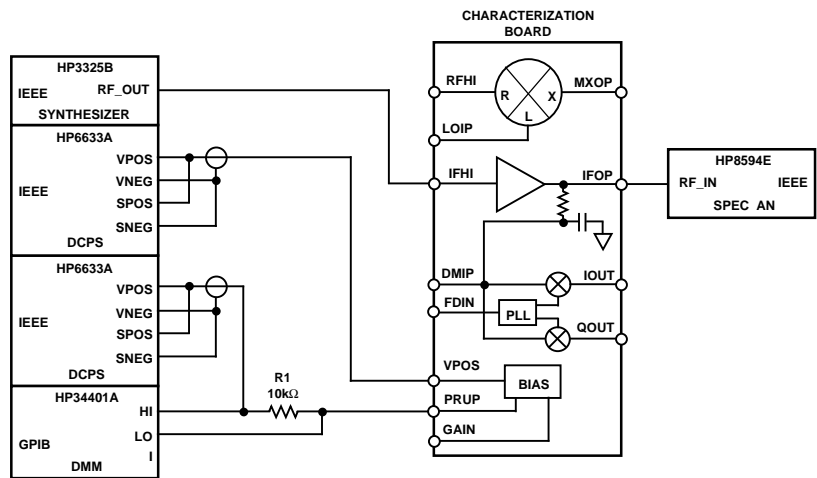 CHARACTERIZATION
BOARD
HP3325B
IEEE
RF_OUT
SYNTHESIZER
HP6633A
VPOS
VNEG
IEEE
SPOS
SNEG
DCPS
HP6633A
VPOS
VNEG
IEEE
SPOS
SNEG
DCPS
HP34401A
HI
LO
GPIB
I
DMM
R1
10kΩ
RFHI
R
X
L
MXOP
LOIP
IFHI
IFOP
DMIP
IOUT
FDIN
PLL
QOUT
VPOS
BIAS
PRUP
GAIN
HP8594E
RF_IN
IEEE
SPEC AN